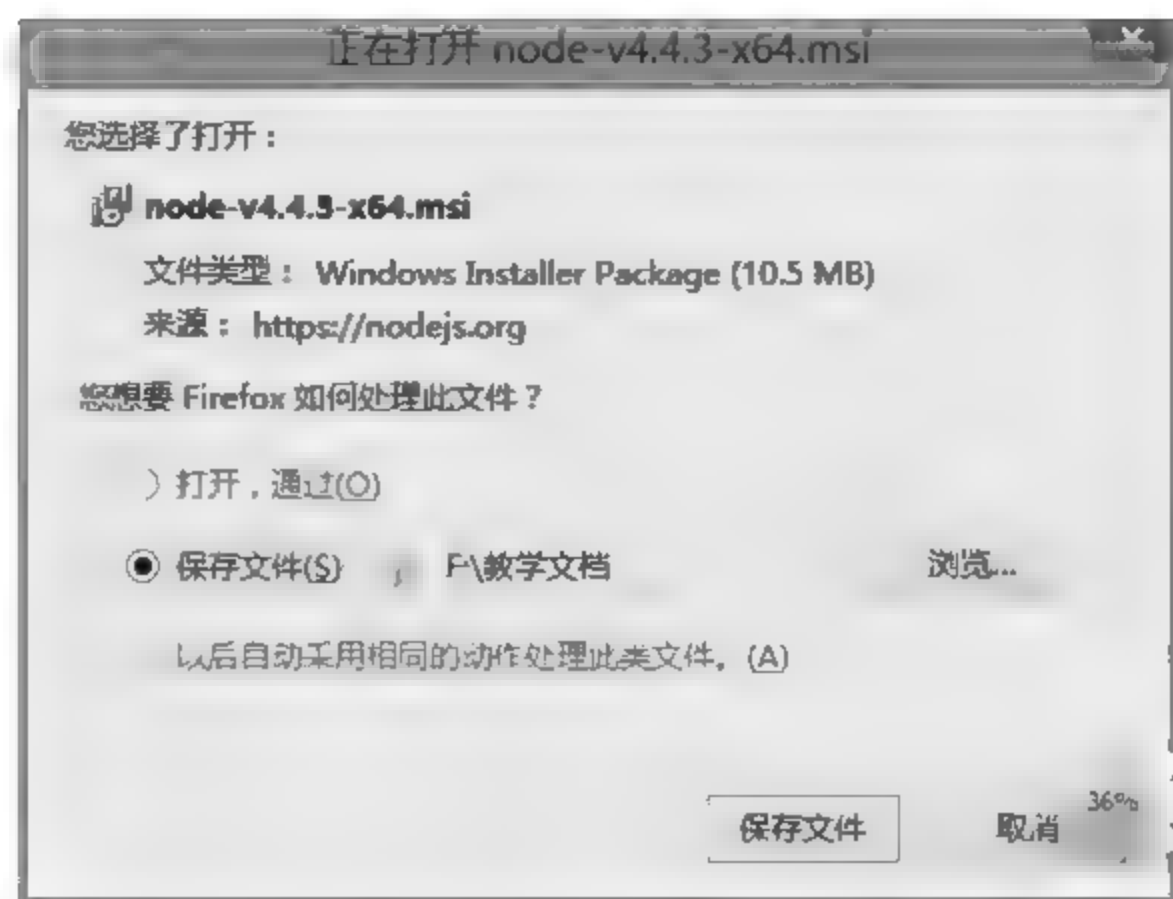 正在打开 node-v4.4.3-x64.msi
您选择了打开：
node-v4.4.3-x64.msi
文件类型： Windows Installer Package (10.5 MB)
来源： https://nodejs.org
您想要 Firefox 如何处理此文件？
打开，通过(O)
保存文件(S) F:\教学文档 浏览...
以后自动采用相同的动作处理此类文件。(A)
保存文件 取消
36%